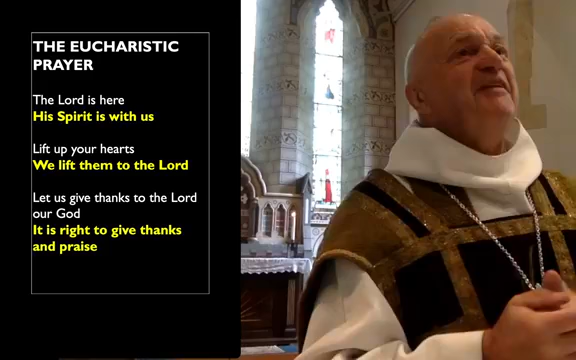 THE EUCHARISTIC
PRAYER
The Lord is here
His Spirit is with us
Lift up your hearts
We lift them to the Lord
Let us give thanks to the Lord
our God
It is right to give thanks
and praise